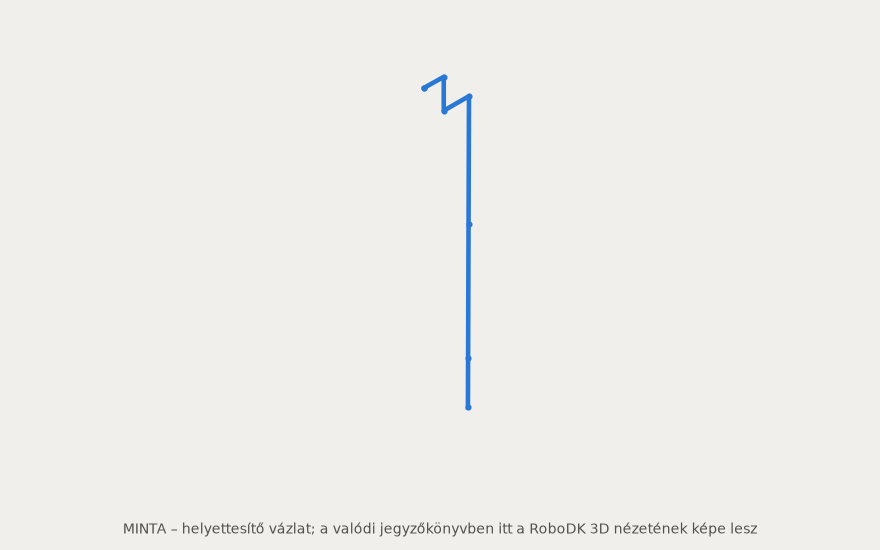 MINTA – helyettesítő vázlat; a valódi jegyzőkönyvben itt a RoboDK 3D nézetének képe lesz